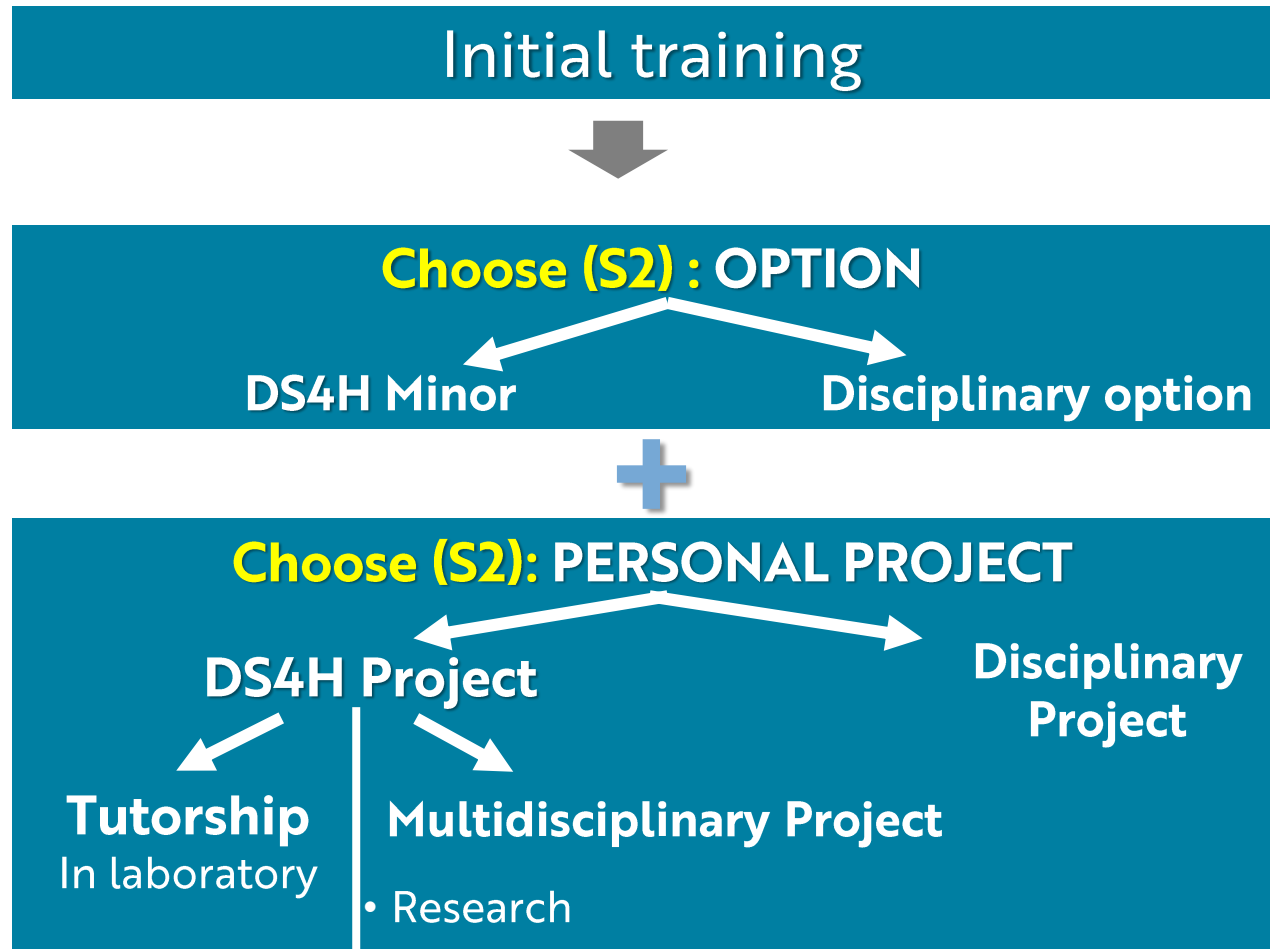 Initial training
Choose (S2) : OPTION
DS4H Minor
Disciplinary option
Choose (S2): PERSONAL PROJECT
DS4H Project
Disciplinary
Project
Tutorship
In laboratory
Multidisciplinary Project
• Research